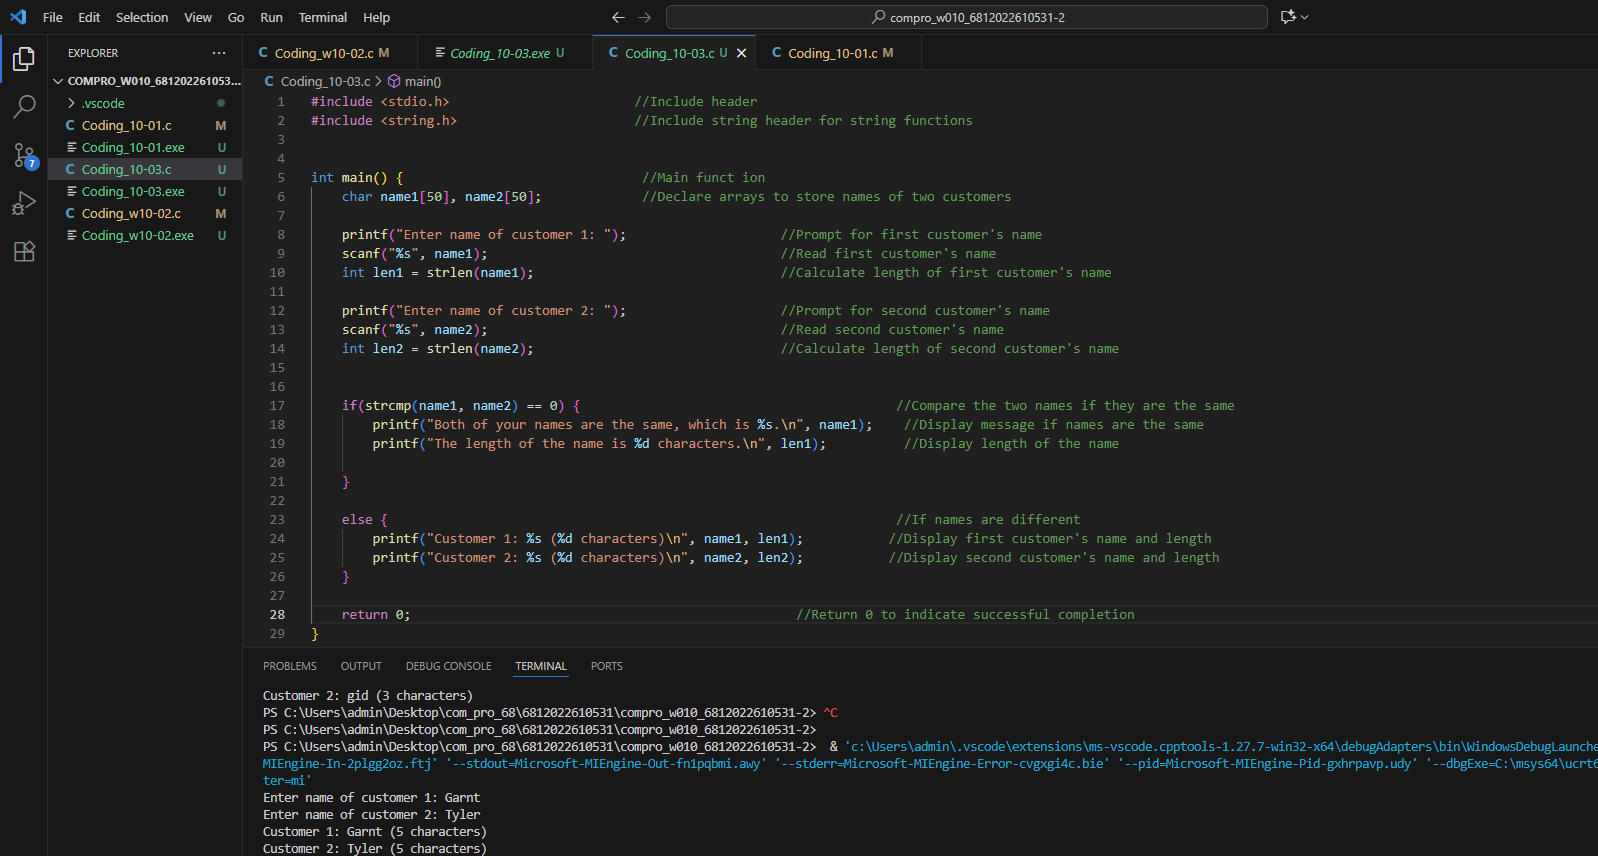 File Edit Selection View Go Run Terminal Help
compro_w010_6812022610531-2
EXPLORER
COMPRO_W010_681202261053...
.vscode
Coding_10-01.c M
Coding_10-01.exe U
Coding_10-03.c U
Coding_10-03.exe U
Coding_w10-02.c M
Coding_w10-02.exe U
7
Coding_w10-02.c M
Coding_10-03.exe U
Coding_10-03.c U
Coding_10-01.c M
Coding_10-03.c > main()
1 #include <stdio.h> //Include header
2 #include <string.h> //Include string header for string functions
3
4
5 int main() { //Main funct ion
6 char name1[50], name2[50]; //Declare arrays to store names of two customers
7
8 printf("Enter name of customer 1: "); //Prompt for first customer's name
9 scanf("%s", name1); //Read first customer's name
10 int len1 = strlen(name1); //Calculate length of first customer's name
11
12 printf("Enter name of customer 2: "); //Prompt for second customer's name
13 scanf("%s", name2); //Read second customer's name
14 int len2 = strlen(name2); //Calculate length of second customer's name
15
16
17 if(strcmp(name1, name2) == 0) { //Compare the two names if they are the same
18 printf("Both of your names are the same, which is %s.\n", name1); //Display message if names are the same
19 printf("The length of the name is %d characters.\n", len1); //Display length of the name
20
21 }
22
23 else { //If names are different
24 printf("Customer 1: %s (%d characters)\n", name1, len1); //Display first customer's name and length
25 printf("Customer 2: %s (%d characters)\n", name2, len2); //Display second customer's name and length
26 }
27
28 return 0; //Return 0 to indicate successful completion
29 }
PROBLEMS OUTPUT DEBUG CONSOLE TERMINAL PORTS
Customer 2: gid (3 characters)
PS C:\Users\admin\Desktop\com_pro_68\6812022610531\compro_w010_6812022610531-2> ^C
PS C:\Users\admin\Desktop\com_pro_68\6812022610531\compro_w010_6812022610531-2>
PS C:\Users\admin\Desktop\com_pro_68\6812022610531\compro_w010_6812022610531-2> & 'c:\Users\admin\.vscode\extensions\ms-vscode.cpptools-1.27.7-win32-x64\debugAdapters\bin\WindowsDebugLaunche
MIEngine-In-2plgg2oz.ftj' '--stdout=Microsoft-MIEngine-Out-fn1pqbmi.awy' '--stderr=Microsoft-MIEngine-Error-cvgxgi4c.bie' '--pid=Microsoft-MIEngine-Pid-gxhrpavp.udy' '--dbgExe=C:\msys64\ucrt6
ter=mi'
Enter name of customer 1: Garnt
Enter name of customer 2: Tyler
Customer 1: Garnt (5 characters)
Customer 2: Tyler (5 characters)